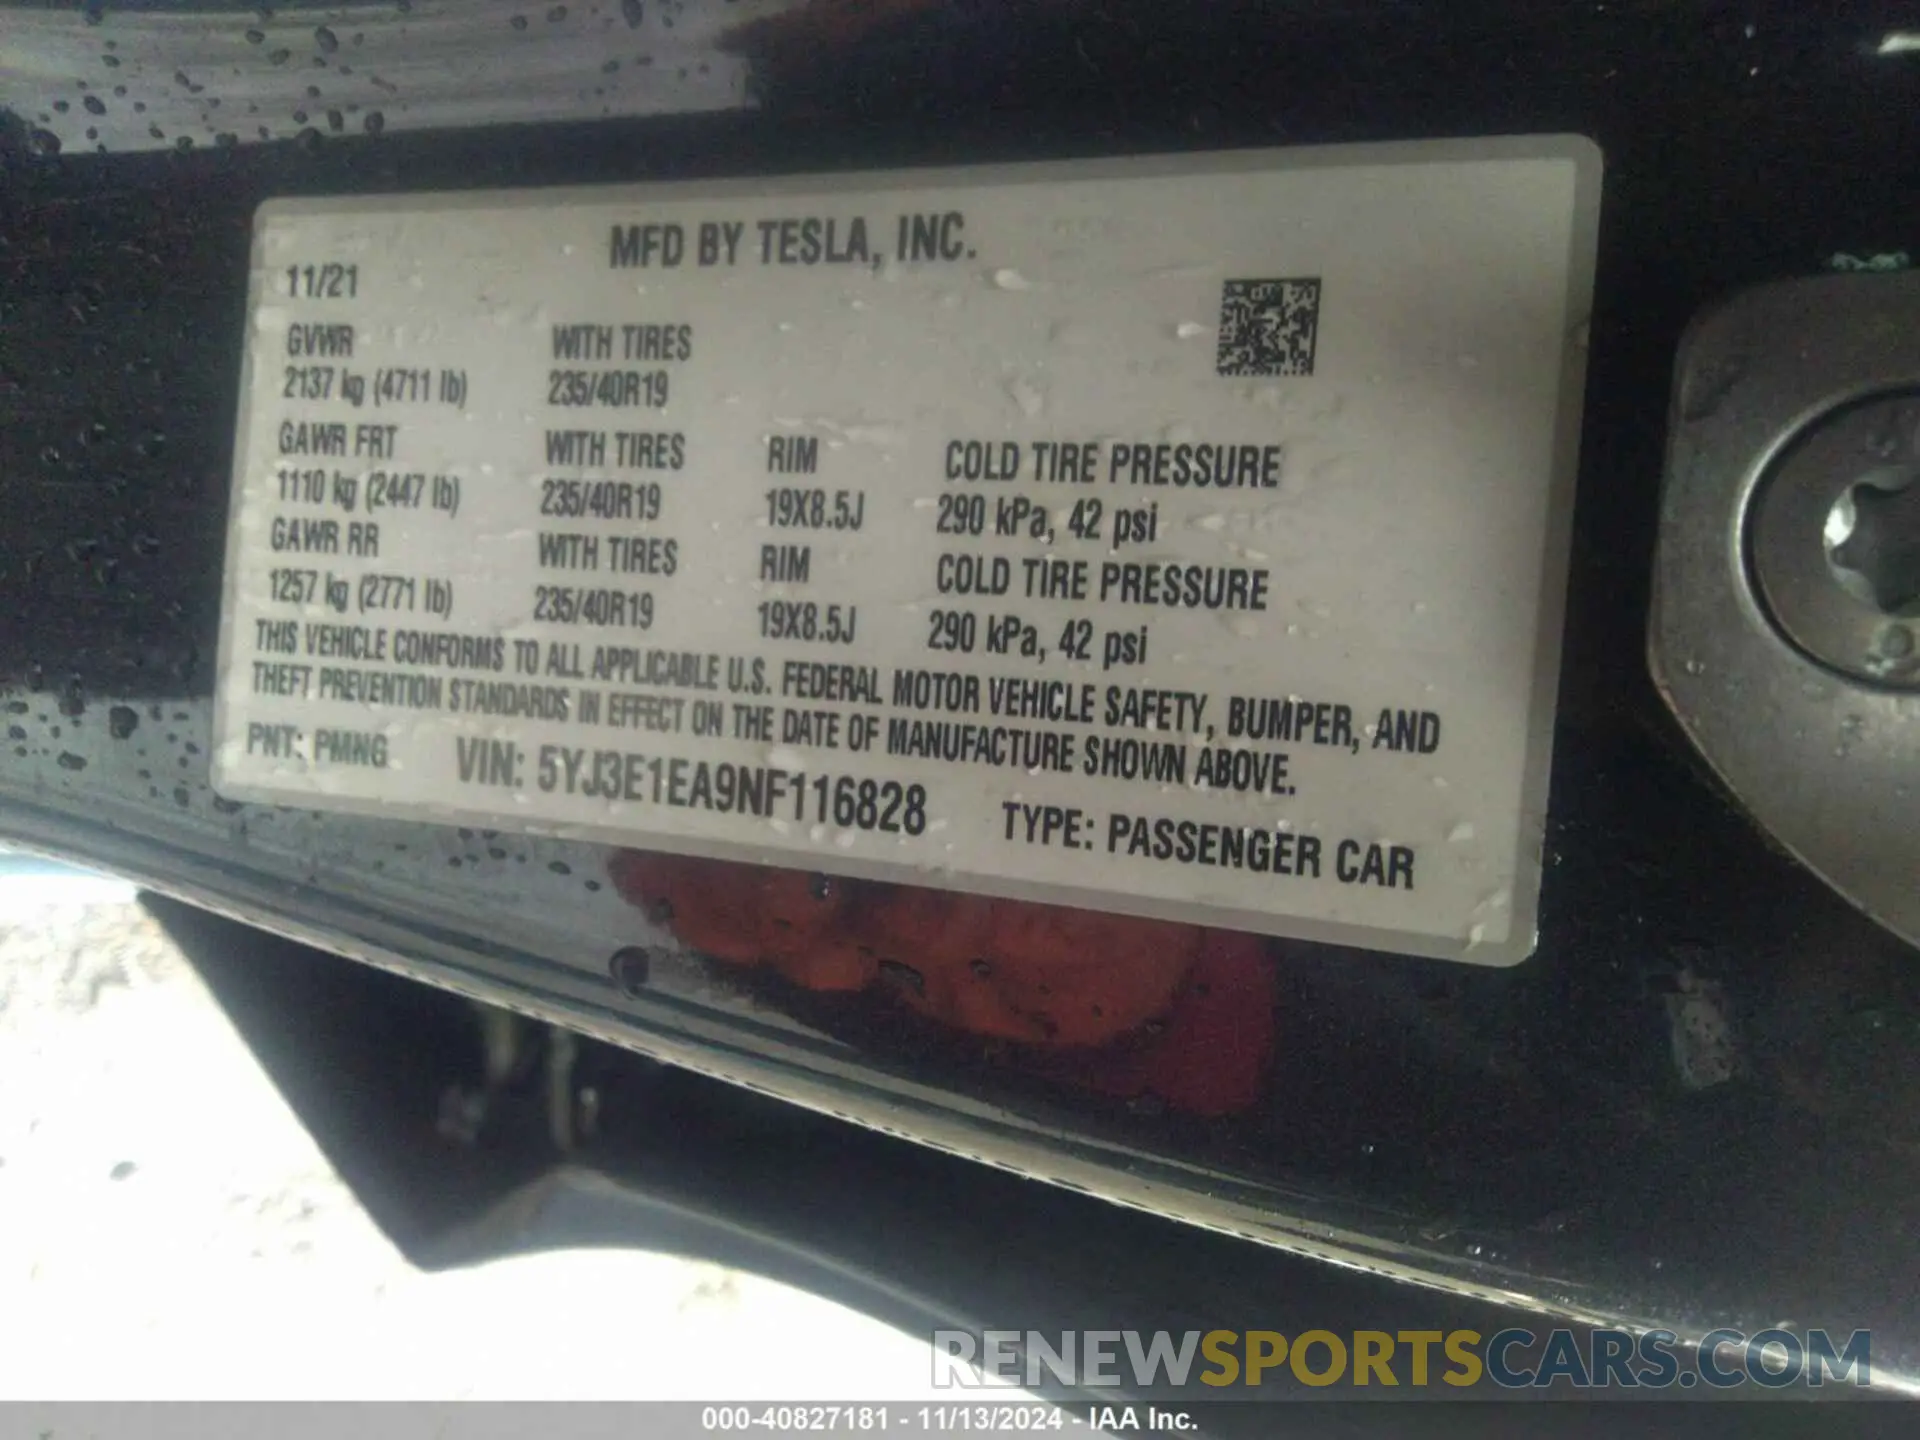 MFD BY TESLA, INC.
11/21
GVWR WITH TIRES
2137 kg (4711 lb) 235/40R19
GAWR FRT WITH TIRES RIM COLD TIRE PRESSURE
1110 kg (2447 lb) 235/40R19 19X8.5J 290 kPa, 42 psi
GAWR RR WITH TIRES RIM COLD TIRE PRESSURE
1257 kg (2771 lb) 235/40R19 19X8.5J 290 kPa, 42 psi
THIS VEHICLE CONFORMS TO ALL APPLICABLE U.S. FEDERAL MOTOR VEHICLE SAFETY, BUMPER, AND
THEFT PREVENTION STANDARDS IN EFFECT ON THE DATE OF MANUFACTURE SHOWN ABOVE.
PNT: PMNG VIN: 5YJ3E1EA9NF116828 TYPE: PASSENGER CAR
RENEWSPORTSCARS.COM
000-40827181 - 11/13/2024 - IAA Inc.